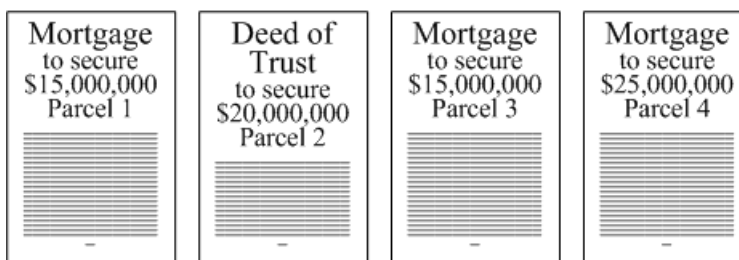 Mortgage
to secure
$15,000,000
Parcel 1
Deed of
Trust
to secure
$20,000,000
Parcel 2
Mortgage
to secure
$15,000,000
Parcel 3
Mortgage
to secure
$25,000,000
Parcel 4